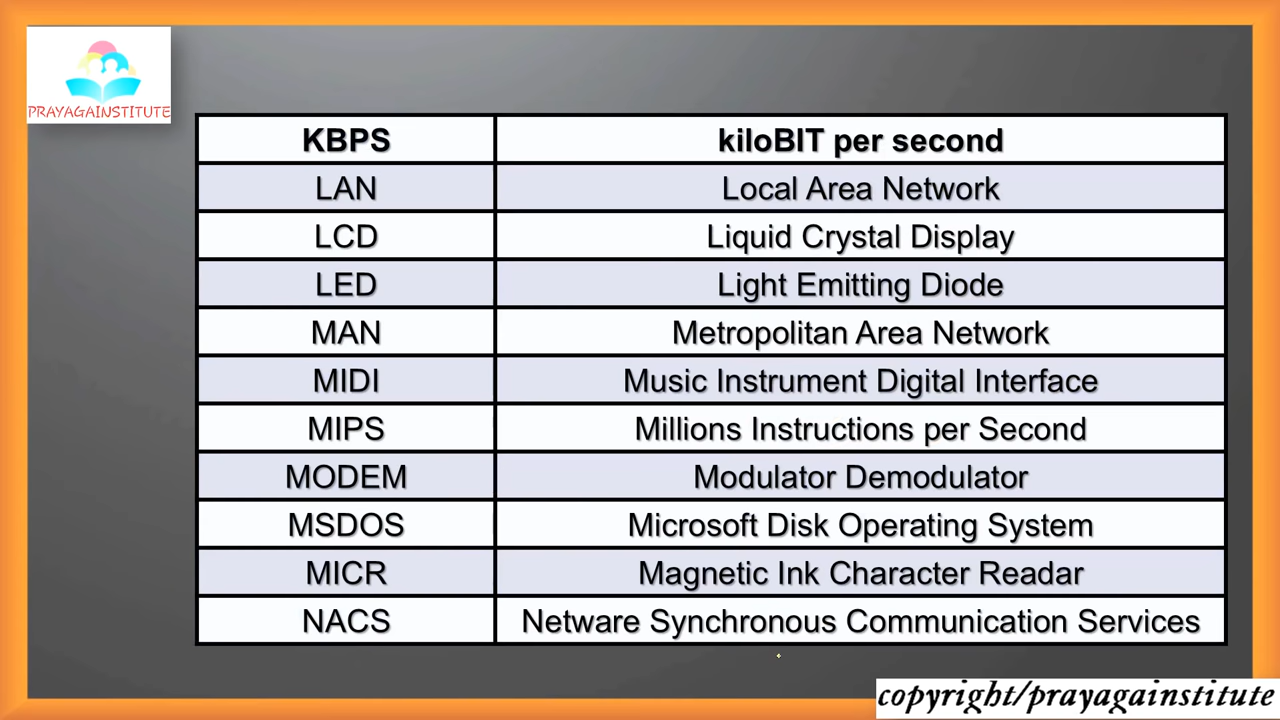 PRAYAGAINSTITUTE
KBPS kiloBIT per second
LAN Local Area Network
LCD Liquid Crystal Display
LED Light Emitting Diode
MAN Metropolitan Area Network
MIDI Music Instrument Digital Interface
MIPS Millions Instructions per Second
MODEM Modulator Demodulator
MSDOS Microsoft Disk Operating System
MICR Magnetic Ink Character Readar
NACS Netware Synchronous Communication Services
copyright/prayagainstitute